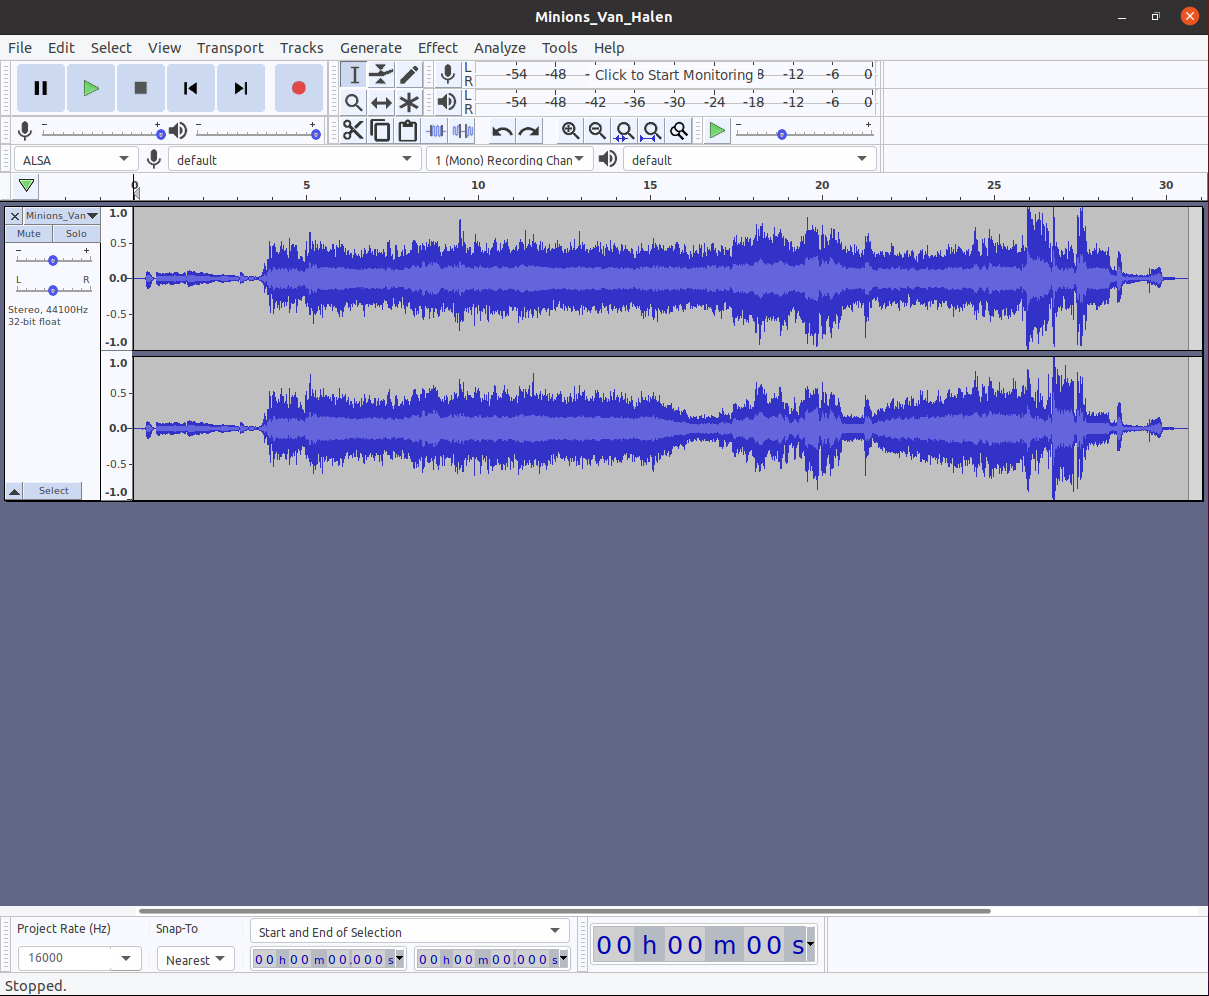 Minions_Van_Halen
File Edit Select View Transport Tracks Generate Effect Analyze Tools Help
L R -54 -48 - Click to Start Monitoring 8 -12 -6 0
L R -54 -48 -42 -36 -30 -24 -18 -12 -6 0
- + - + - +
ALSA default 1 (Mono) Recording Chan default
0 5 10 15 20 25 30
Minions_Van
Mute Solo
- +
L R
Stereo, 44100Hz
32-bit float
Select
1.0
0.5
0.0
-0.5
-1.0
1.0
0.5
0.0
-0.5
-1.0
Project Rate (Hz) Snap-To Start and End of Selection
16000 Nearest 00 h 00 m 00.000 s 00 h 00 m 00.000 s
00 h 00 m 00 s
Stopped.